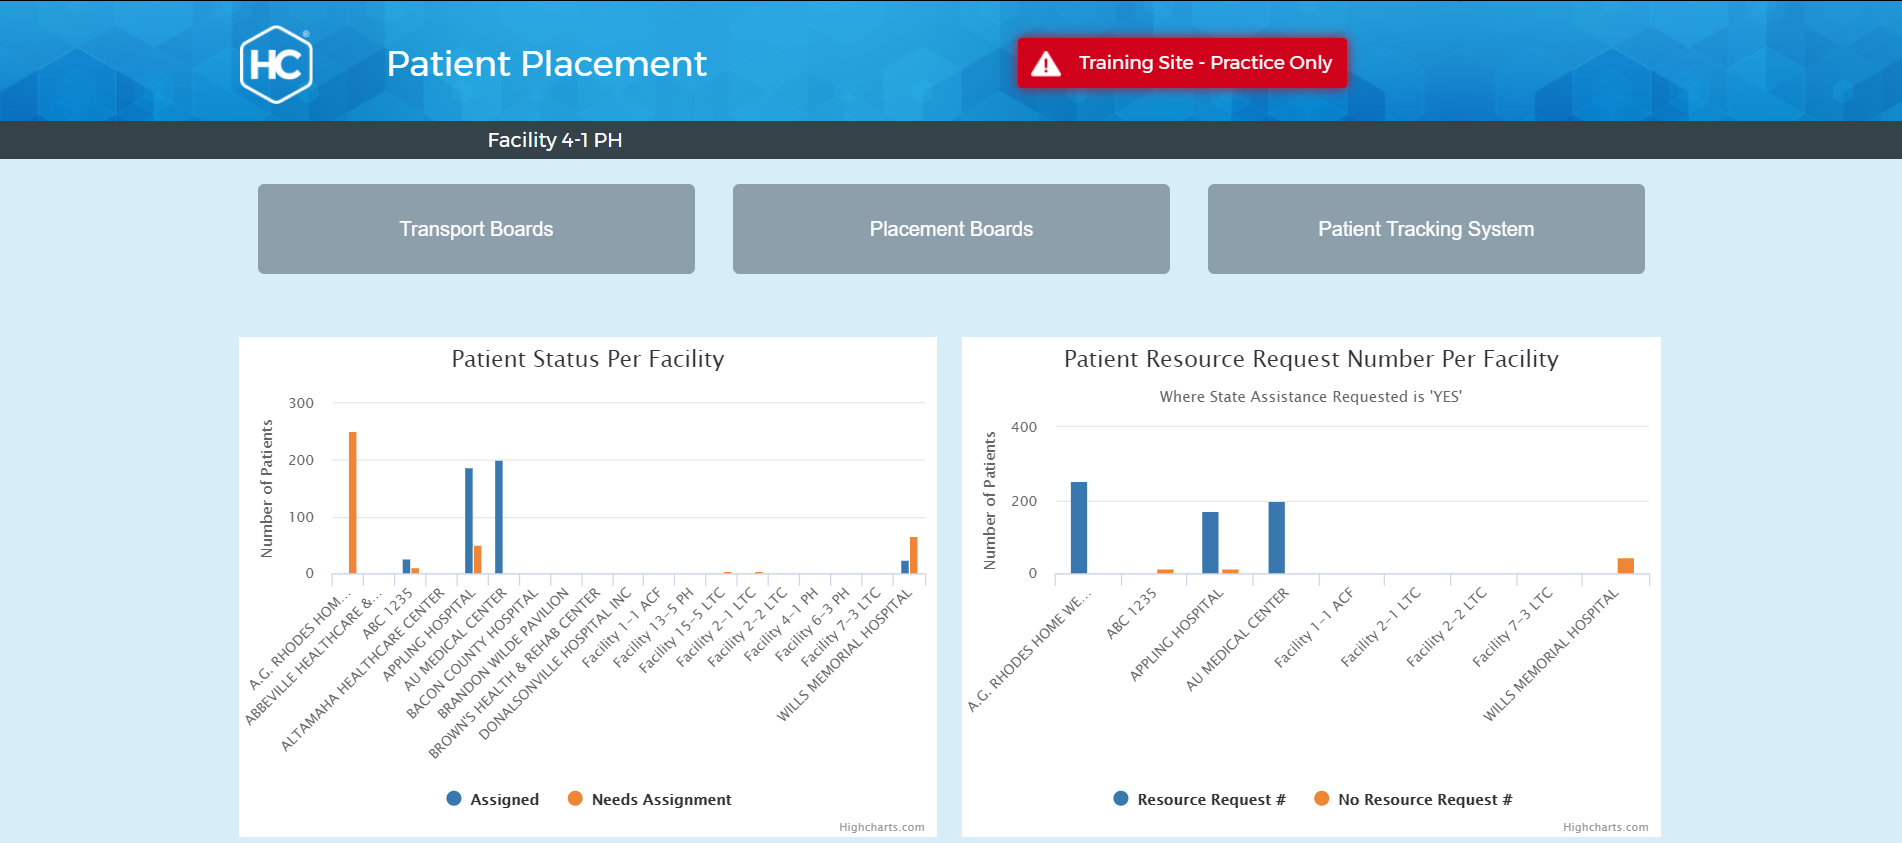 HC®
Patient Placement
Training Site - Practice Only
Facility 4-1 PH
Transport Boards
Placement Boards
Patient Tracking System
Patient Status Per Facility
Number of Patients
300
200
100
0
A.G. RHODES HOM...
ABBEVILLE HEALTHCARE &...
ABC 1235
ALTAMAHA HEALTHCARE CENTER
APPLING HOSPITAL
AU MEDICAL CENTER
BACON COUNTY HOSPITAL
BRANDON WILDE PAVILION
BROWN'S HEALTH & REHAB CENTER
DONALSONVILLE HOSPITAL INC
Facility 1-1 ACF
Facility 13-5 PH
Facility 15-5 LTC
Facility 2-1 LTC
Facility 2-2 LTC
Facility 4-1 PH
Facility 6-3 PH
Facility 7-3 LTC
WILLS MEMORIAL HOSPITAL
Assigned
Needs Assignment
Highcharts.com
Patient Resource Request Number Per Facility
Where State Assistance Requested is 'YES'
Number of Patients
400
200
0
A.G. RHODES HOME WE...
ABC 1235
APPLING HOSPITAL
AU MEDICAL CENTER
Facility 1-1 ACF
Facility 2-1 LTC
Facility 2-2 LTC
Facility 7-3 LTC
WILLS MEMORIAL HOSPITAL
Resource Request #
No Resource Request #
Highcharts.com